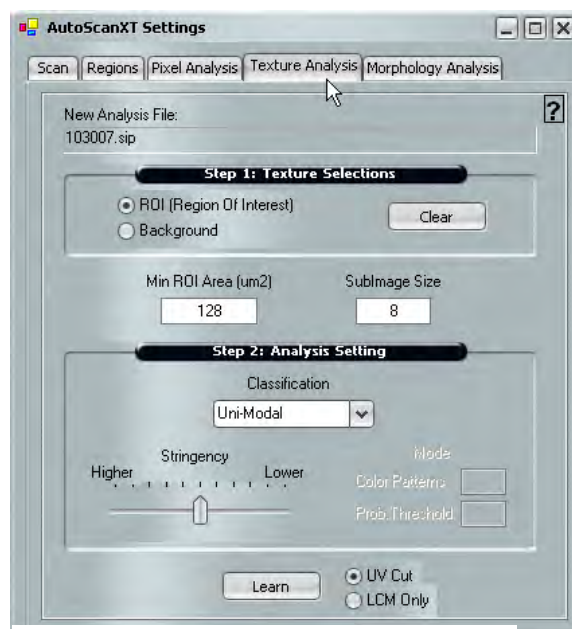 AutoScanXT Settings
Scan Regions Pixel Analysis Texture Analysis Morphology Analysis
New Analysis File:
103007.sip
?
Step 1: Texture Selections
ROI (Region Of Interest)
Background
Clear
Min ROI Area (um2) SubImage Size
128 8
Step 2: Analysis Setting
Classification
Uni-Modal
Stringency
Higher Lower
Mode
Color Patterns
Prob.Threshold
Learn
UV Cut
LCM Only